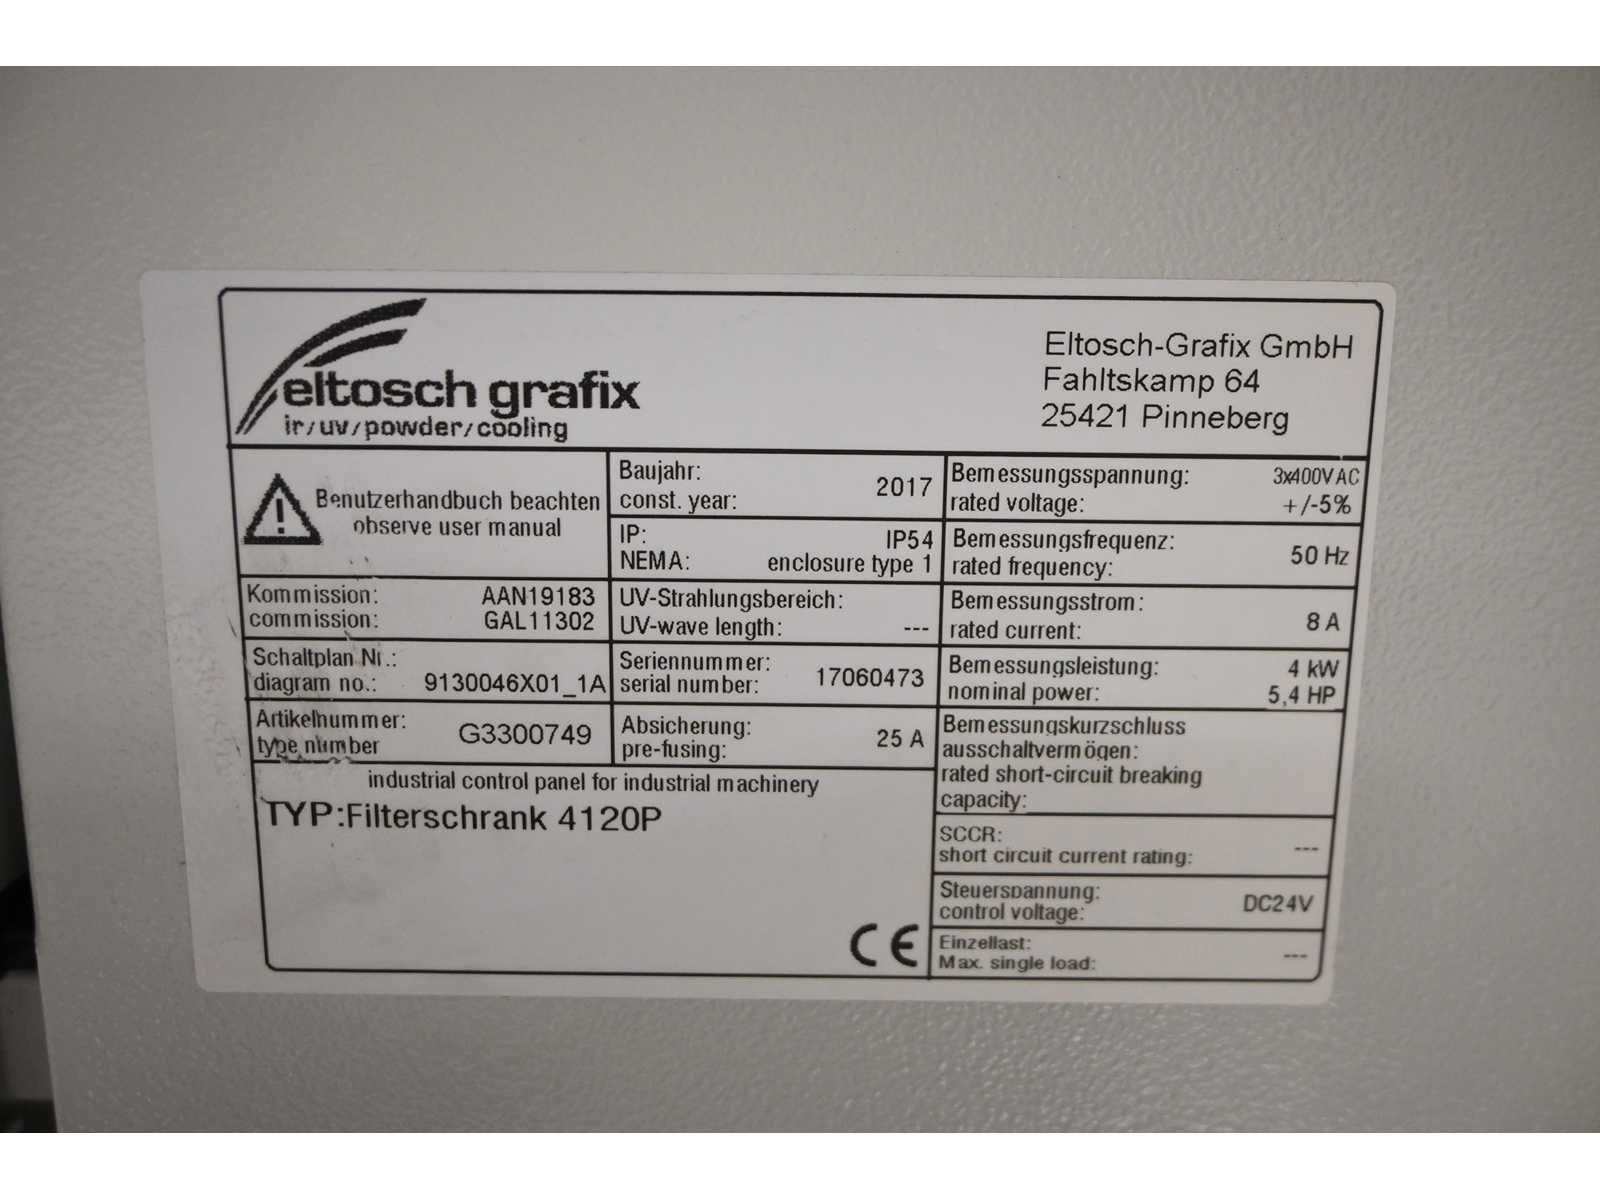 eltosch grafix
ir/uv/powder/cooling
Eltosch-Grafix GmbH
Fahltskamp 64
25421 Pinneberg
Benutzerhandbuch beachten
observe user manual
Baujahr:
const. year: 2017
Bemessungsspannung: 3x400V AC
rated voltage: +/-5%
IP: IP54
NEMA: enclosure type 1
Bemessungsfrequenz:
rated frequency: 50 Hz
Kommission: AAN19183
commission: GAL11302
UV-Strahlungsbereich:
UV-wave length: ---
Bemessungsstrom:
rated current: 8 A
Schaltplan Nr.:
diagram no.: 9130046X01_1A
Seriennummer:
serial number: 17060473
Bemessungsleistung: 4 kW
nominal power: 5,4 HP
Artikelnummer:
type number G3300749
Absicherung:
pre-fusing: 25 A
Bemessungskurzschluss
ausschaltvermögen:
rated short-circuit breaking
capacity:
industrial control panel for industrial machinery
TYP:Filterschrank 4120P
SCCR:
short circuit current rating: ---
Steuerspannung:
control voltage: DC24V
CE
Einzellast:
Max. single load: ---